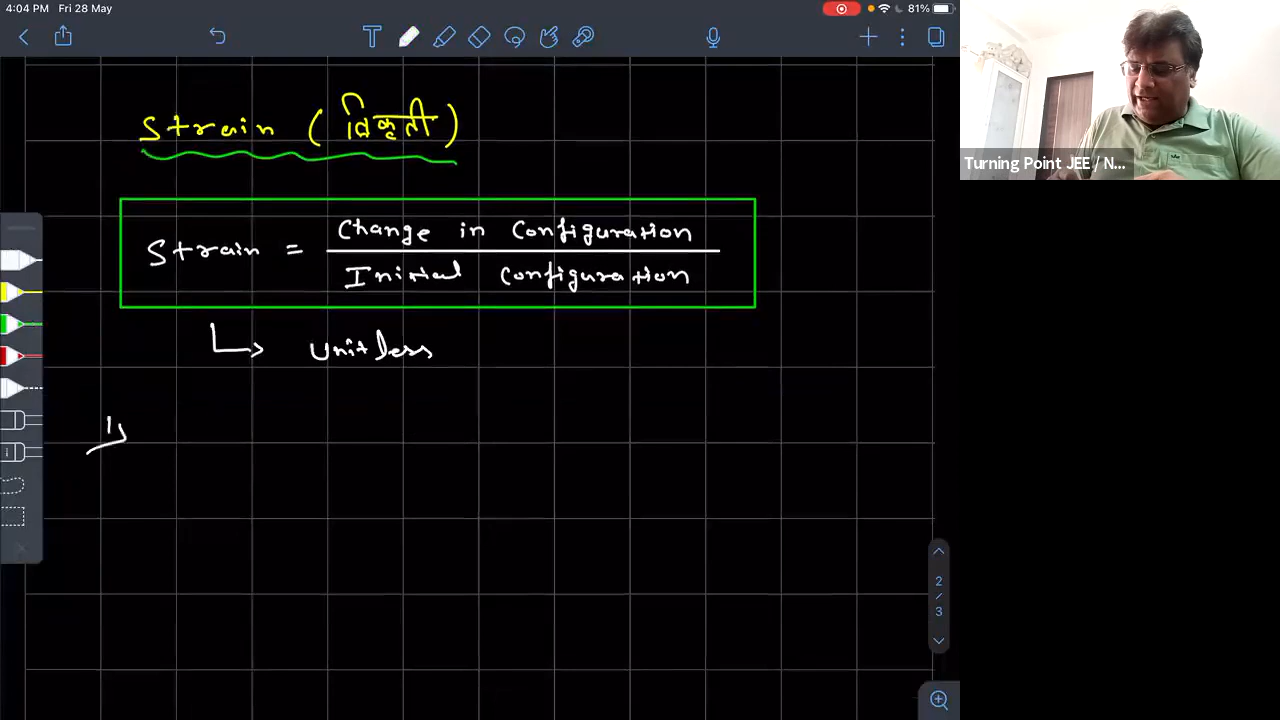 4:04 PM Fri 28 May 81%
Strain (विकृती)
Strain = Change in Configuration
Initial Configuration
Unitless
1)
2
/
3
Turning Point JEE / N...